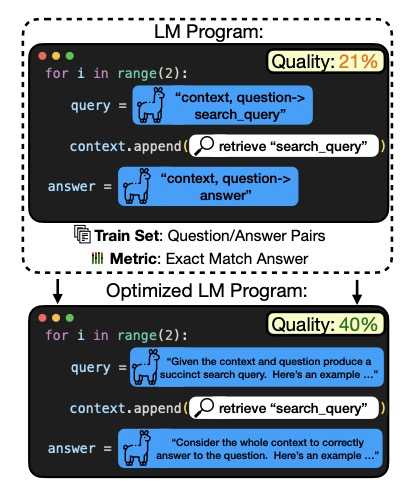 LM Program:
Quality: 21%
for i in range(2):
query = “context, question->
search_query”
context.append( retrieve “search_query” )
answer = “context, question->
answer”
Train Set: Question/Answer Pairs
Metric: Exact Match Answer
Optimized LM Program:
Quality: 40%
for i in range(2):
query = “Given the context and question produce a
succinct search query. Here’s an example ...”
context.append( retrieve “search_query” )
answer = “Consider the whole context to correctly
answer to the question. Here’s an example ...”